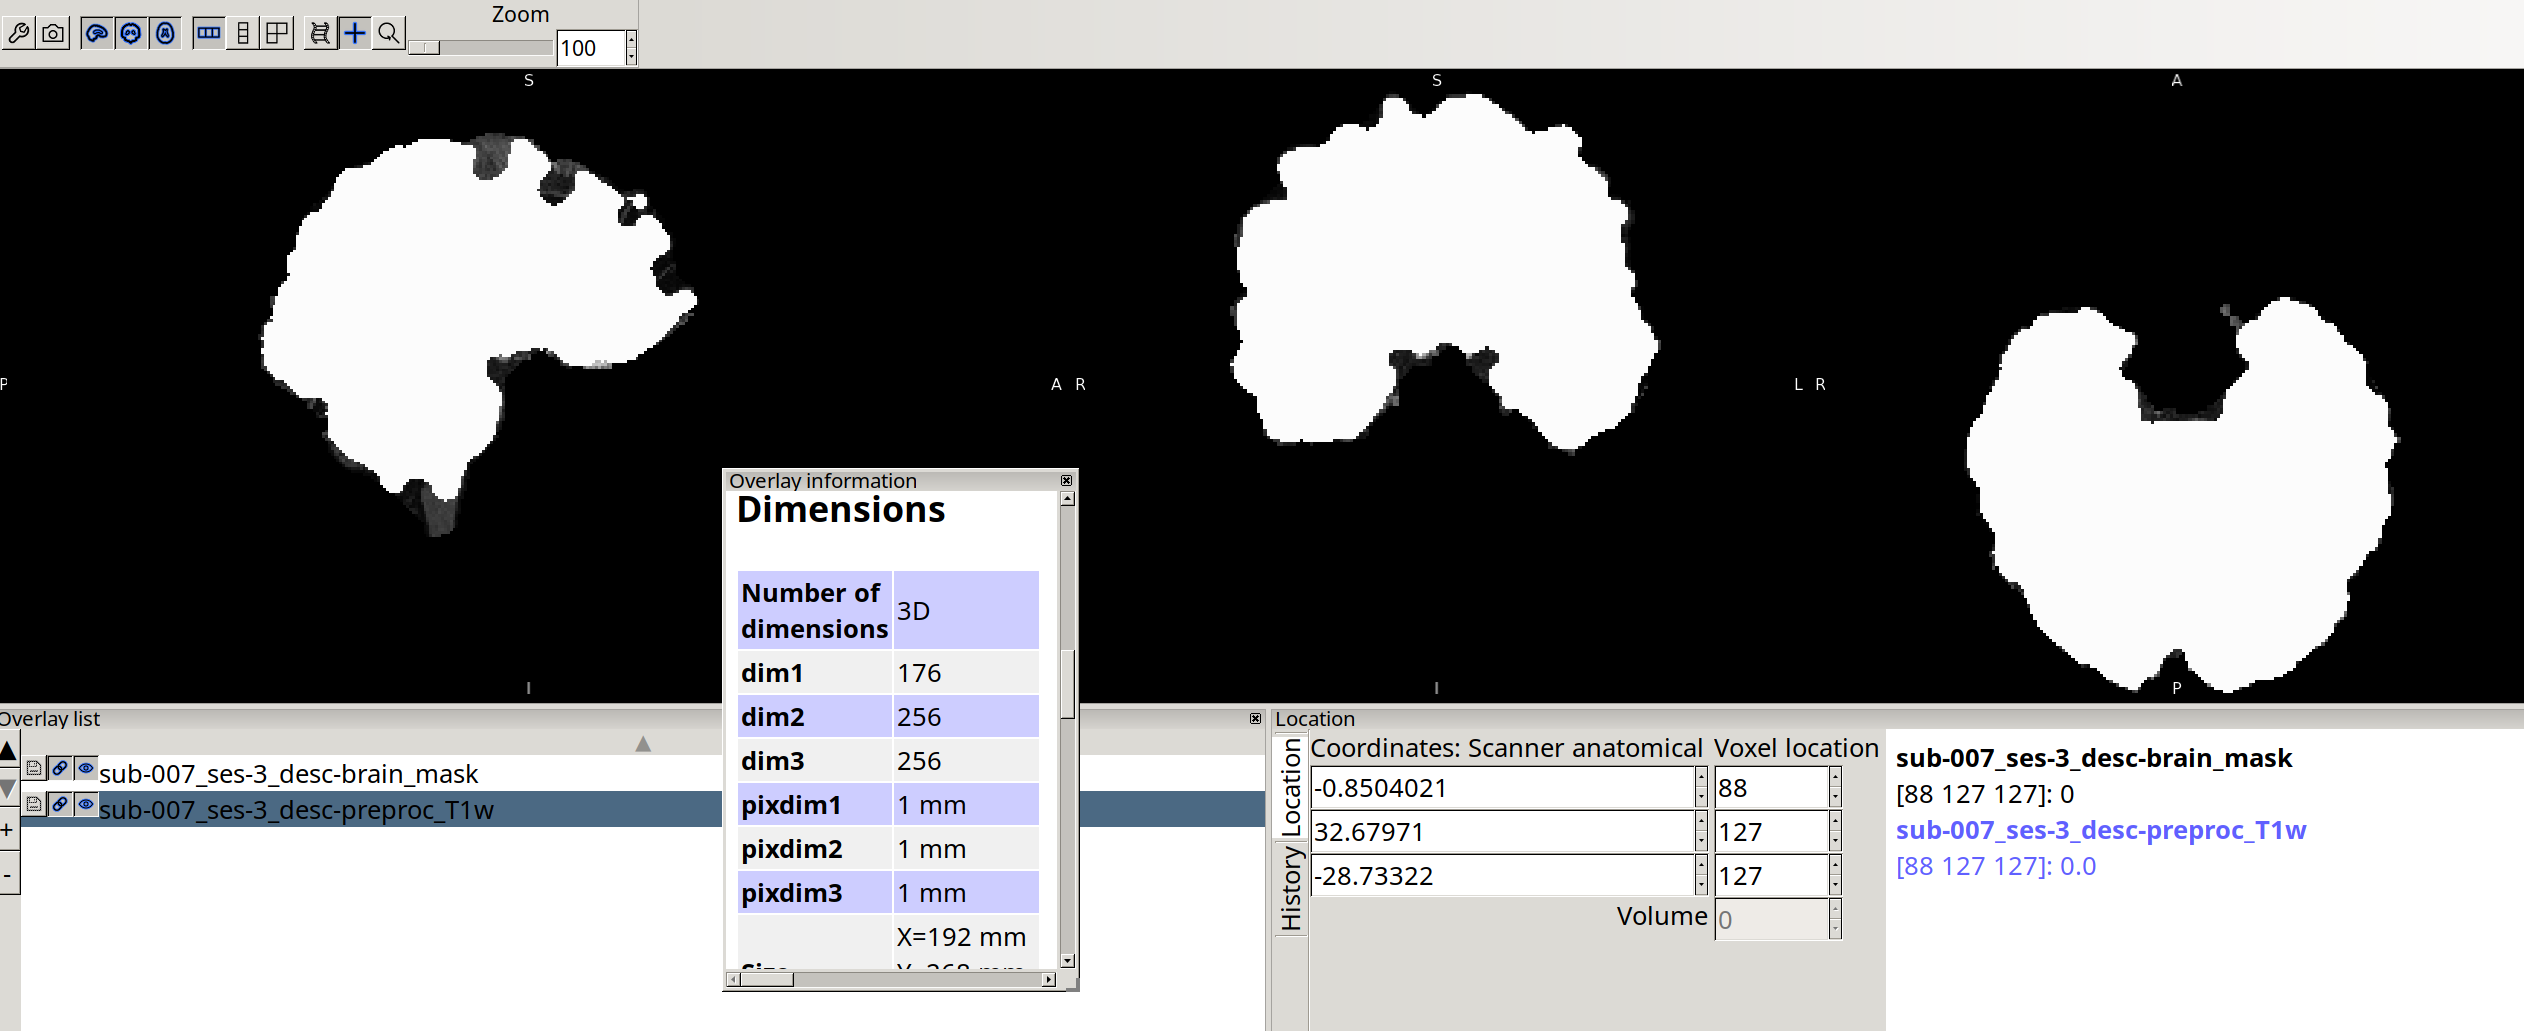 Zoom
100
S
S
A
P
A
R
L
R
I
I
P
Overlay information
Dimensions
Number of dimensions
3D
dim1
176
dim2
256
dim3
256
pixdim1
1 mm
pixdim2
1 mm
pixdim3
1 mm
X=192 mm
Overlay list
sub-007_ses-3_desc-brain_mask
sub-007_ses-3_desc-preproc_T1w
+
-
Location
Location
History
Coordinates: Scanner anatomical
Voxel location
-0.8504021
88
32.67971
127
-28.73322
127
Volume
0
sub-007_ses-3_desc-brain_mask
[88 127 127]: 0
sub-007_ses-3_desc-preproc_T1w
[88 127 127]: 0.0